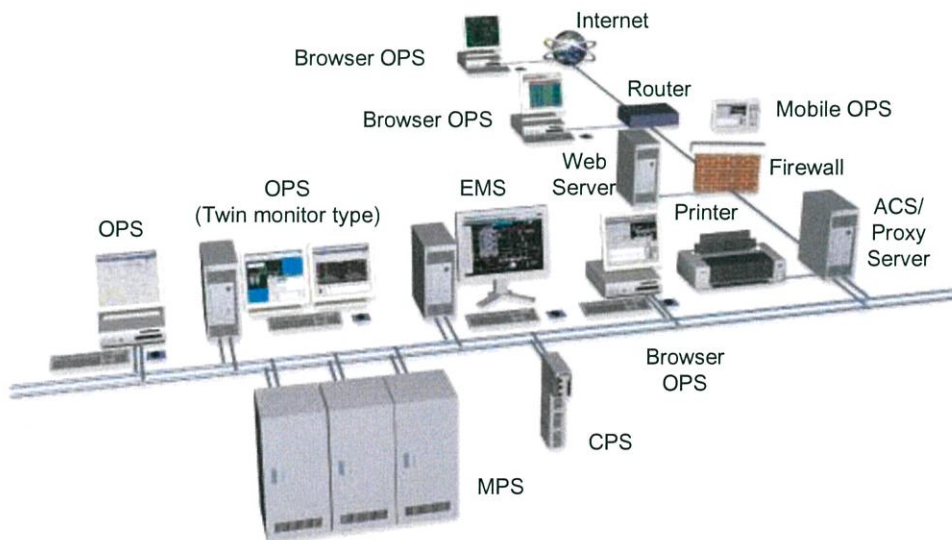 Internet
Browser OPS
Router
Mobile OPS
Browser OPS
Web
Server
Firewall
OPS
(Twin monitor type)
EMS
Printer
ACS/
Proxy
Server
OPS
Browser
OPS
CPS
MPS